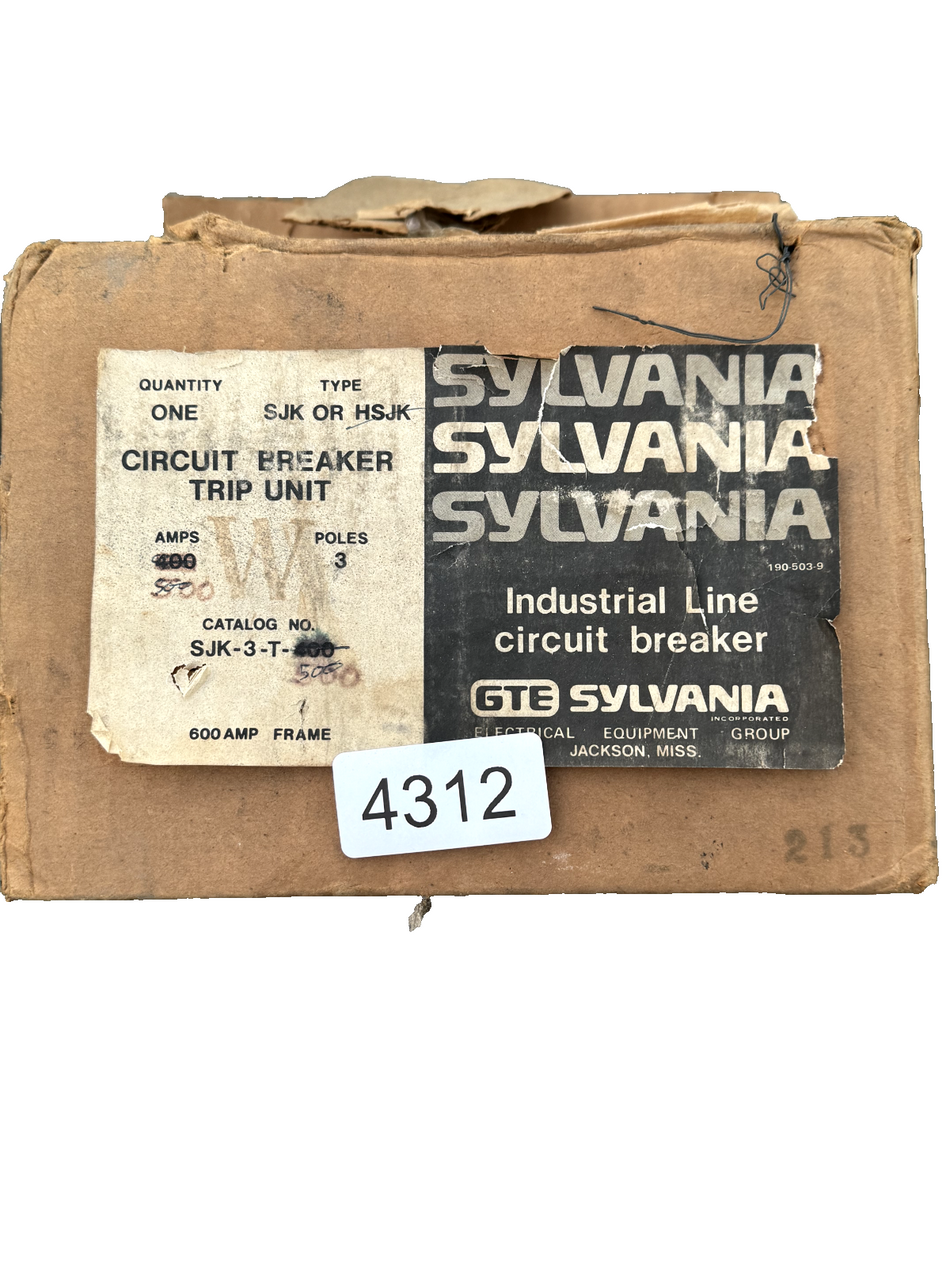 QUANTITY TYPE
ONE SJK OR HSJK
CIRCUIT BREAKER
TRIP UNIT
AMPS POLES
400 3
500
CATALOG NO.
SJK-3-T-400
500
600 AMP FRAME
SYLVANIA
SYLVANIA
SYLVANIA
190-503-9
Industrial Line
circuit breaker
GTE SYLVANIA
INCORPORATED
ELECTRICAL EQUIPMENT GROUP
JACKSON, MISS.
4312
213